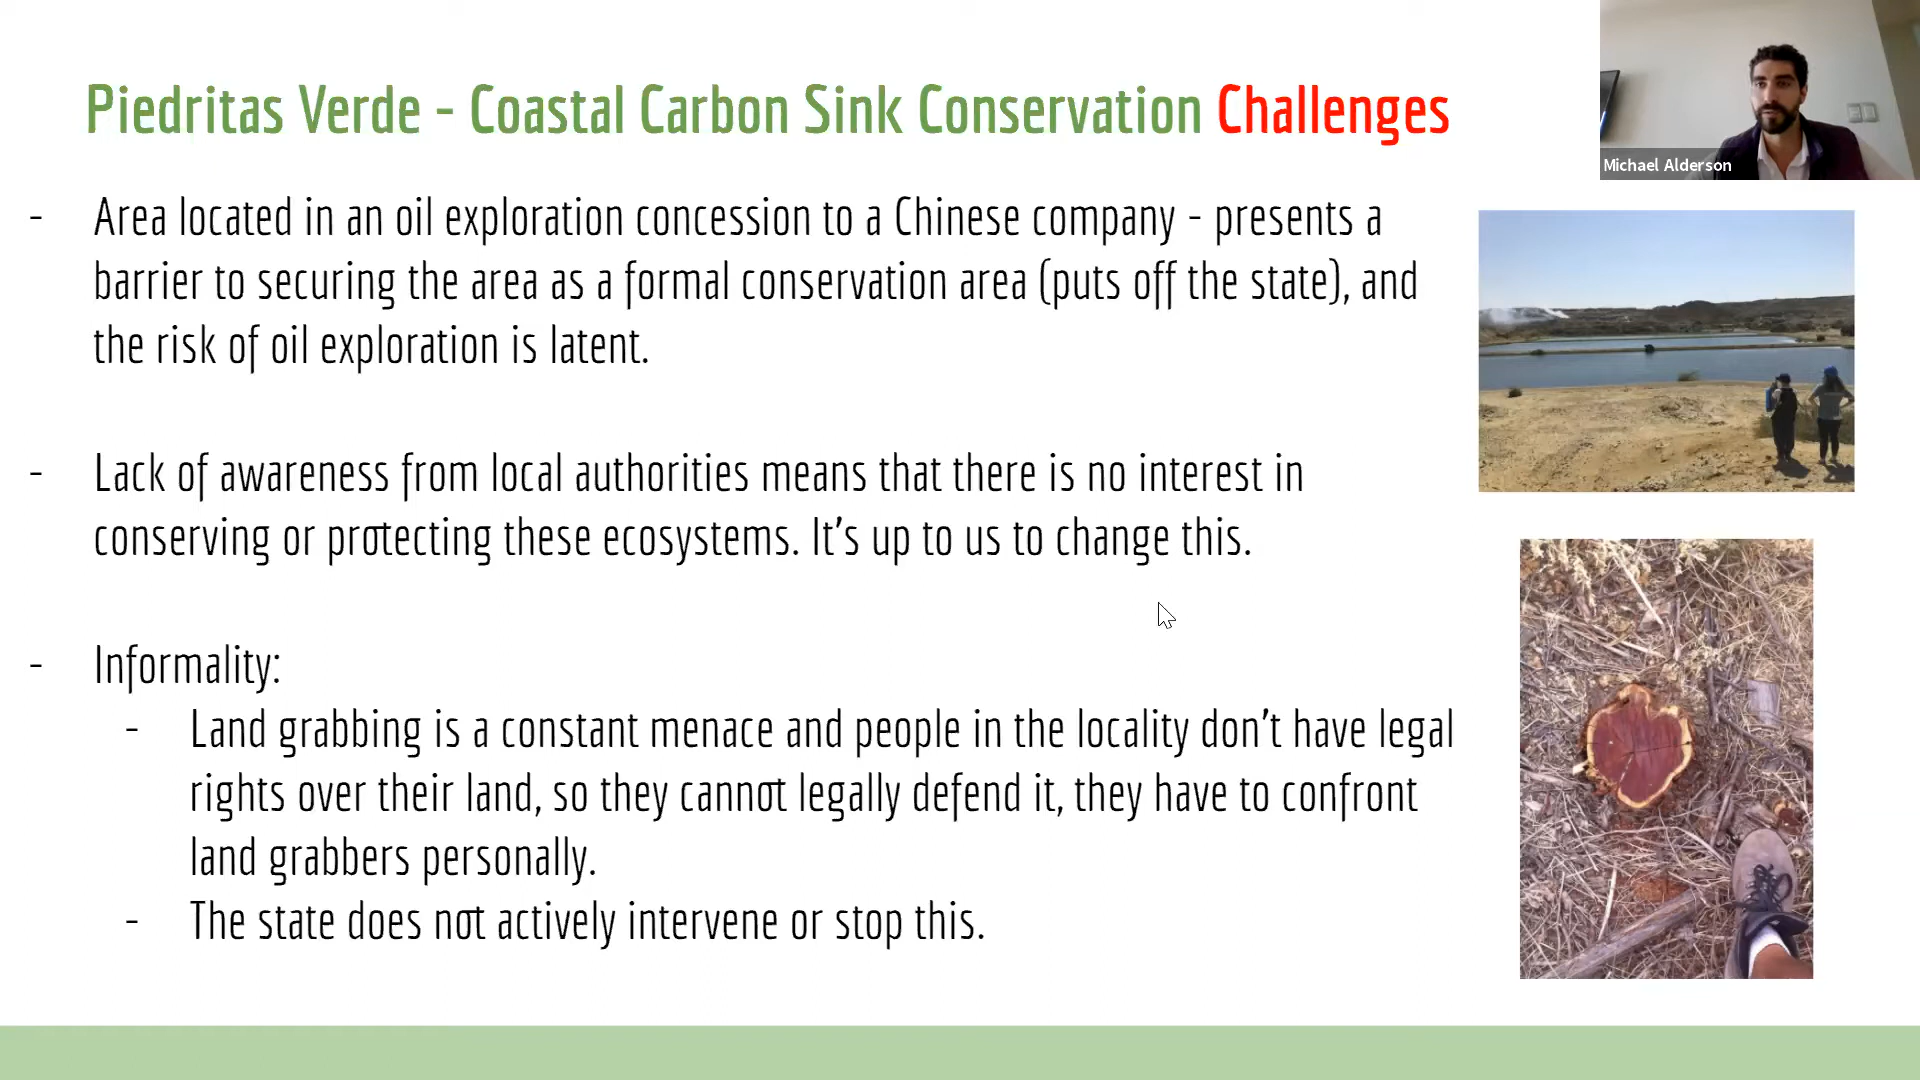 Piedritas Verde - Coastal Carbon Sink Conservation Challenges
Michael Alderson
- Area located in an oil exploration concession to a Chinese company - presents a
barrier to securing the area as a formal conservation area (puts off the state), and
the risk of oil exploration is latent.
- Lack of awareness from local authorities means that there is no interest in
conserving or protecting these ecosystems. It's up to us to change this.
- Informality:
- Land grabbing is a constant menace and people in the locality don't have legal
rights over their land, so they cannot legally defend it, they have to confront
land grabbers personally.
- The state does not actively intervene or stop this.